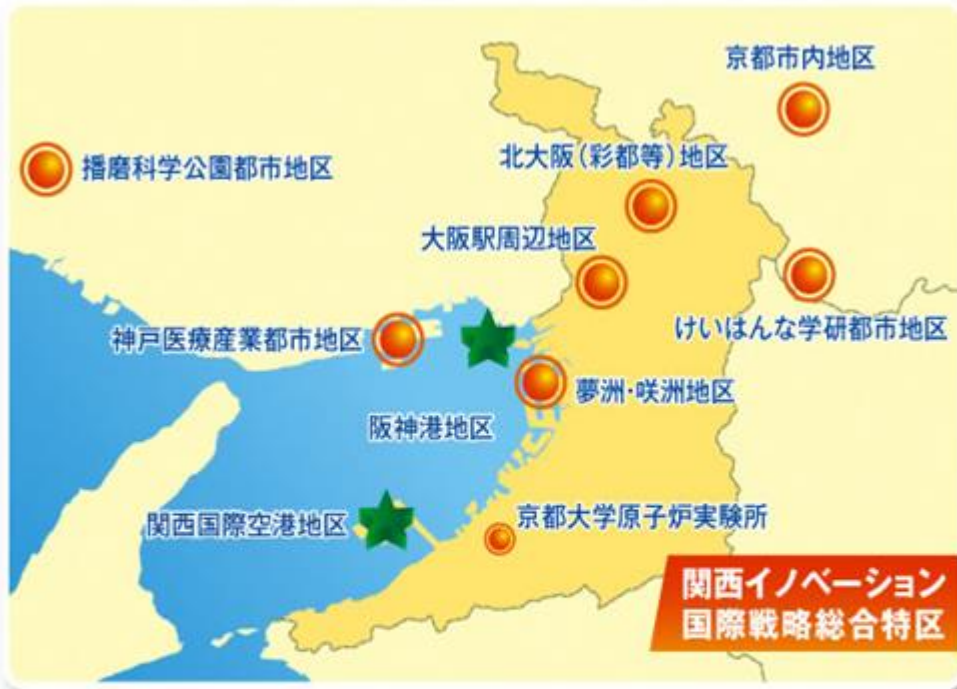 京都市内地区
北大阪(彩都等)地区
播磨科学公園都市地区
大阪駅周辺地区
けいはんな学研都市地区
神戸医療産業都市地区
夢洲・咲洲地区
阪神港地区
関西国際空港地区
京都大学原子炉実験所
関西イノベーション
国際戦略総合特区